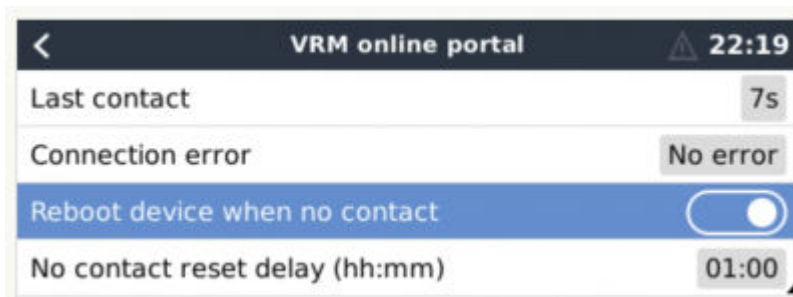 VRM online portal 22:19
Last contact 7s
Connection error No error
Reboot device when no contact
No contact reset delay (hh:mm) 01:00